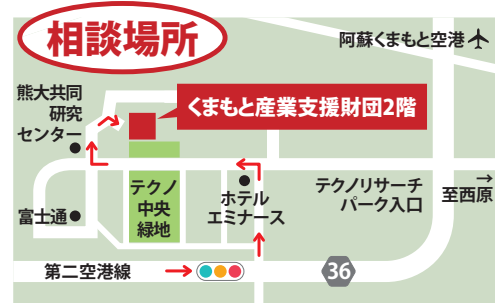 相談場所
阿蘇くまもと空港
熊大共同
研究
センター
くまもと産業支援財団2階
テクノ
中央
緑地
ホテル
エミナース
テクノリサーチ
パーク入口
→
至西原
富士通
第二空港線
36